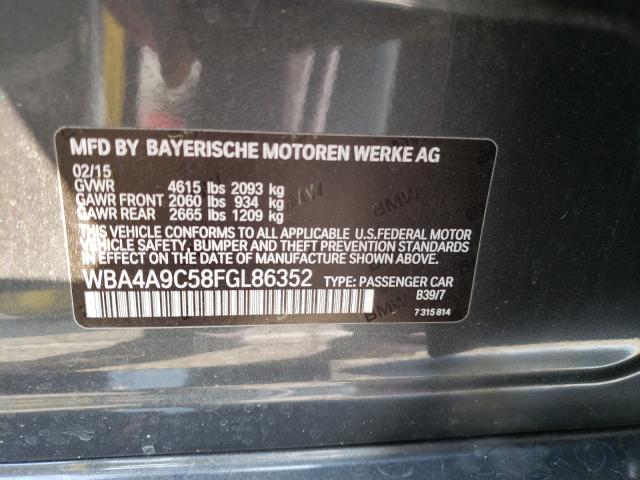 MFD BY BAYERISCHE MOTOREN WERKE AG
02/15
GVWR 4615 lbs 2093 kg
GAWR FRONT 2060 lbs 934 kg
GAWR REAR 2665 lbs 1209 kg
THIS VEHICLE CONFORMS TO ALL APPLICABLE U.S.FEDERAL MOTOR
VEHICLE SAFETY, BUMPER AND THEFT PREVENTION STANDARDS
IN EFFECT ON THE DATE OF MANUFACTURE SHOWN ABOVE.
WBA4A9C58FGL86352 TYPE: PASSENGER CAR
B39/7
7 315 814
BMW
BMW